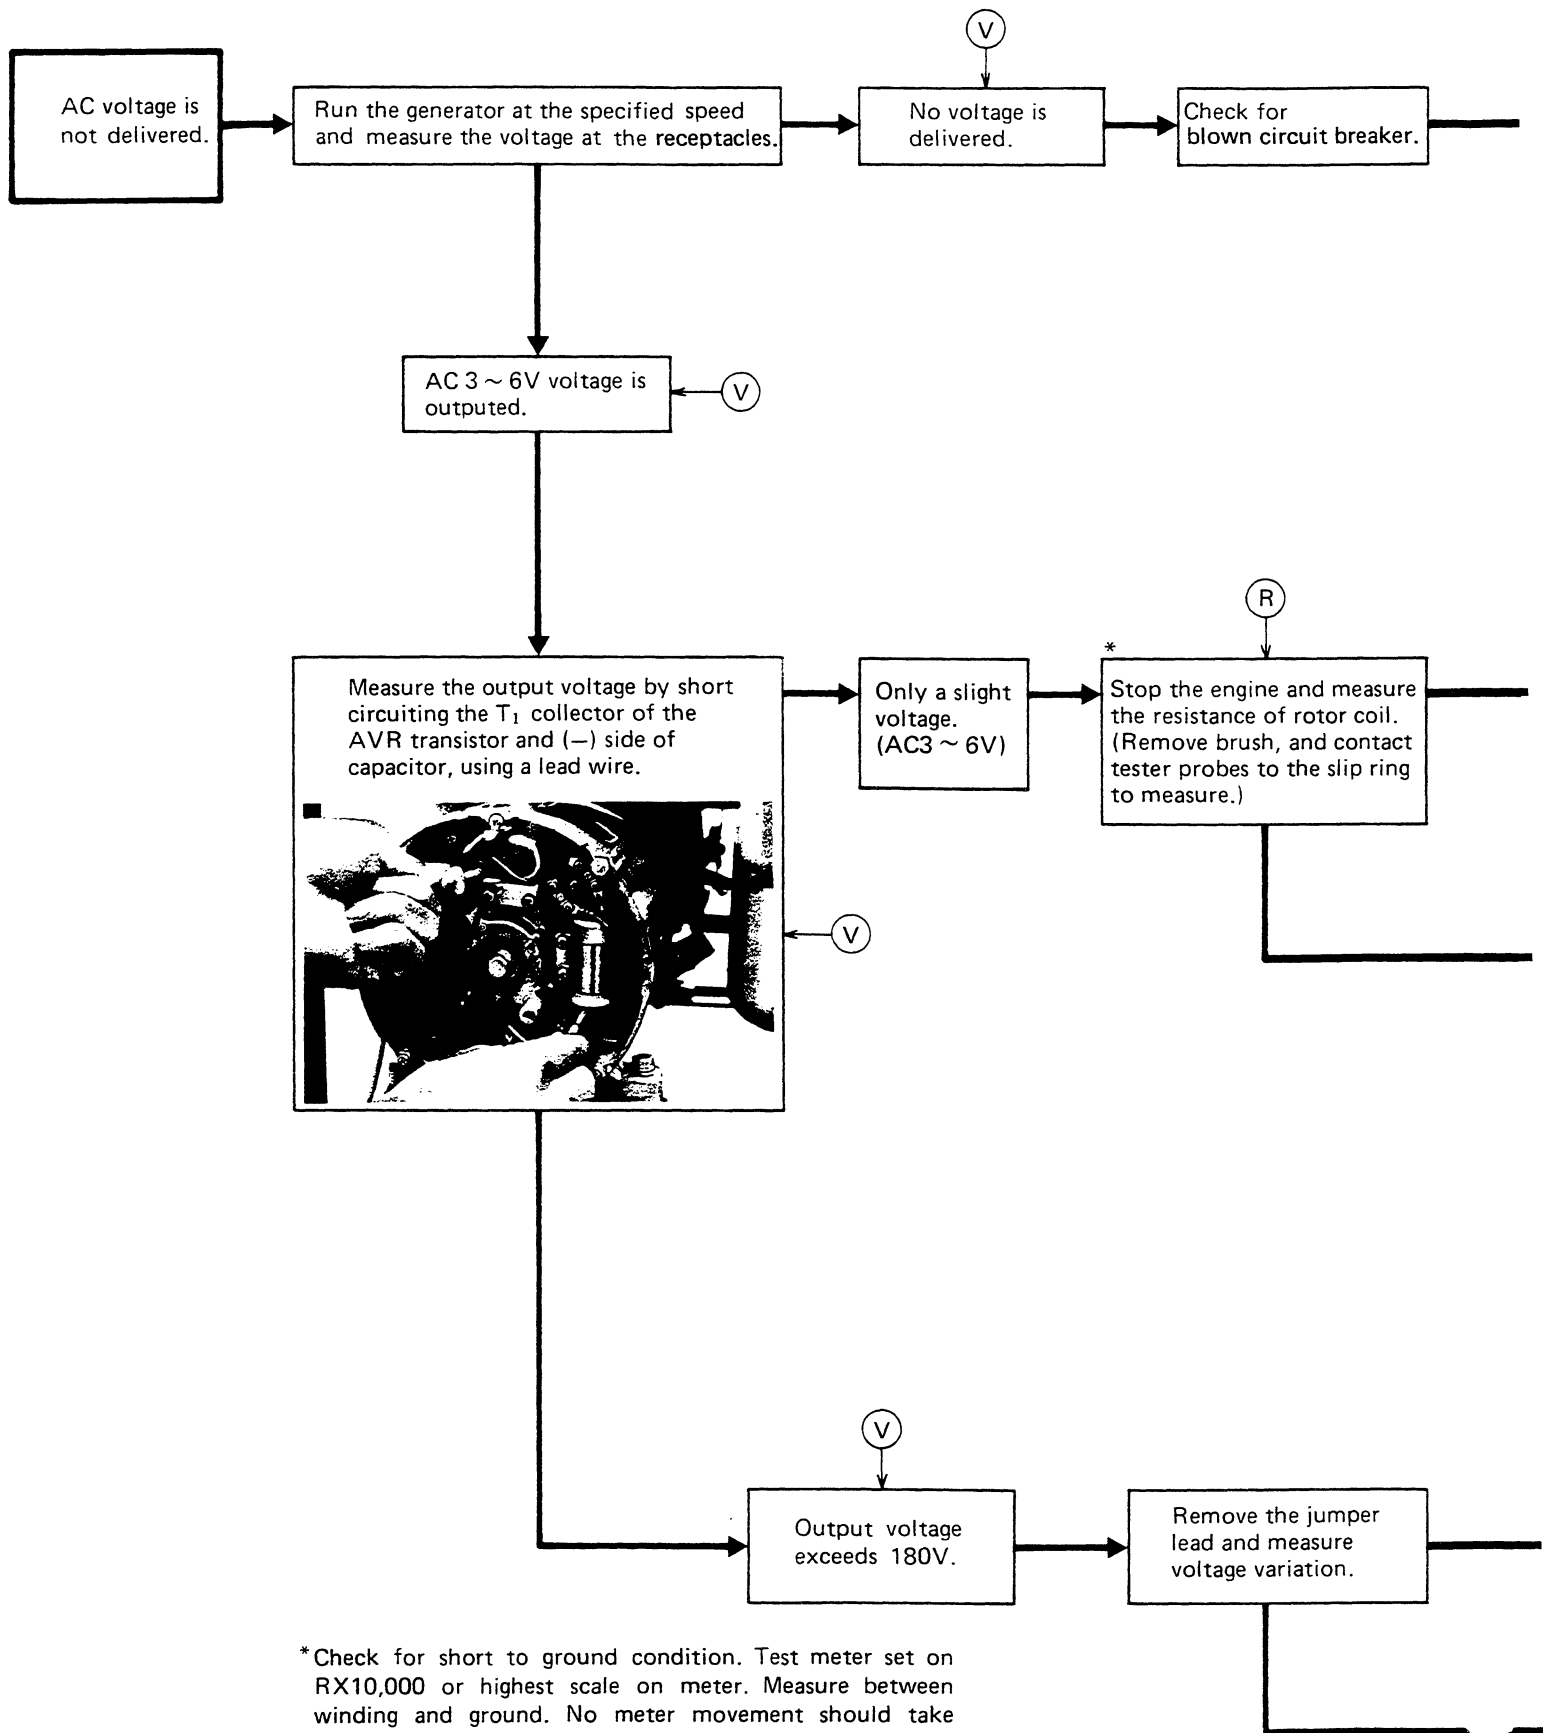 V
AC voltage is
not delivered.
Run the generator at the specified speed
and measure the voltage at the receptacles.
No voltage is
delivered.
Check for
blown circuit breaker.
AC 3 ~ 6V voltage is
outputed.
V
R
*
Measure the output voltage by short
circuiting the T₁ collector of the
AVR transistor and (—) side of
capacitor, using a lead wire.
V
Only a slight
voltage.
(AC3 ~ 6V)
Stop the engine and measure
the resistance of rotor coil.
(Remove brush, and contact
tester probes to the slip ring
to measure.)
V
Output voltage
exceeds 180V.
Remove the jumper
lead and measure
voltage variation.
* Check for short to ground condition. Test meter set on
RX10,000 or highest scale on meter. Measure between
winding and ground. No meter movement should take